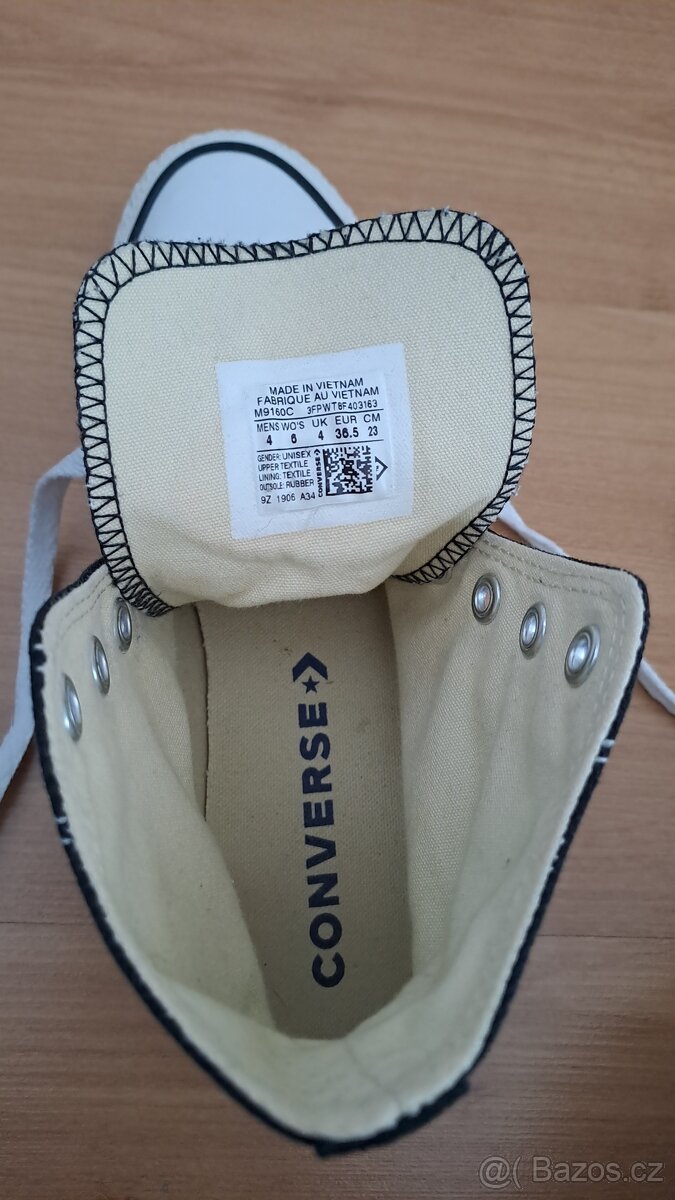 MADE IN VIETNAM
FABRIQUE AU VIETNAM
M9160C 3FPWT8F403163
MENS WO'S UK EUR CM
4 6 4 36.5 23
GENDER: UNISEX
UPPER: TEXTILE
LINING: TEXTILE
OUTSOLE: RUBBER
CONVERSE
9Z 1906 A34
CONVERSE
@( Bazos.cz